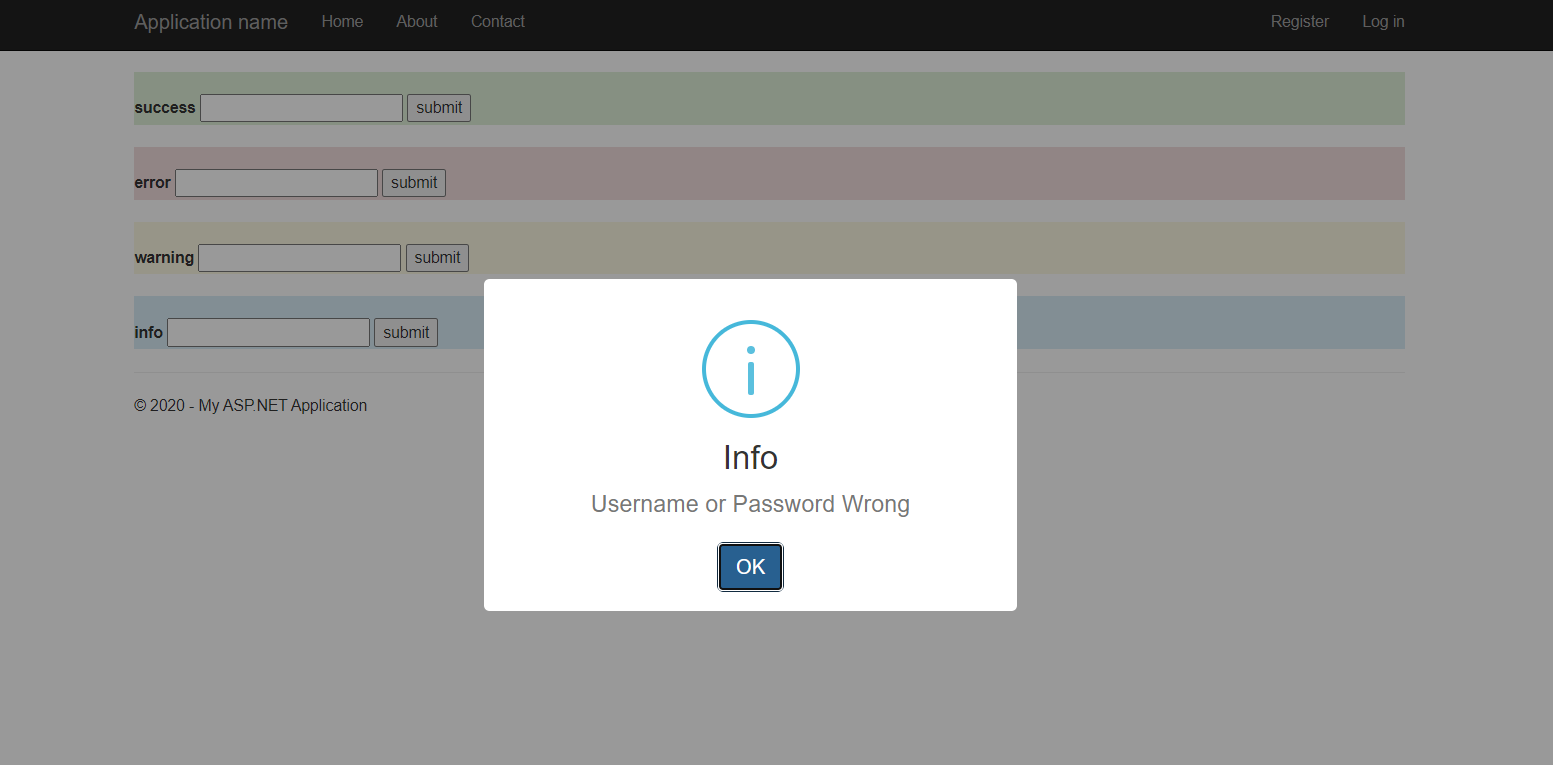 Application name Home About Contact Register Log in
success submit
error submit
warning submit
info submit
© 2020 - My ASP.NET Application
Info
Username or Password Wrong
OK